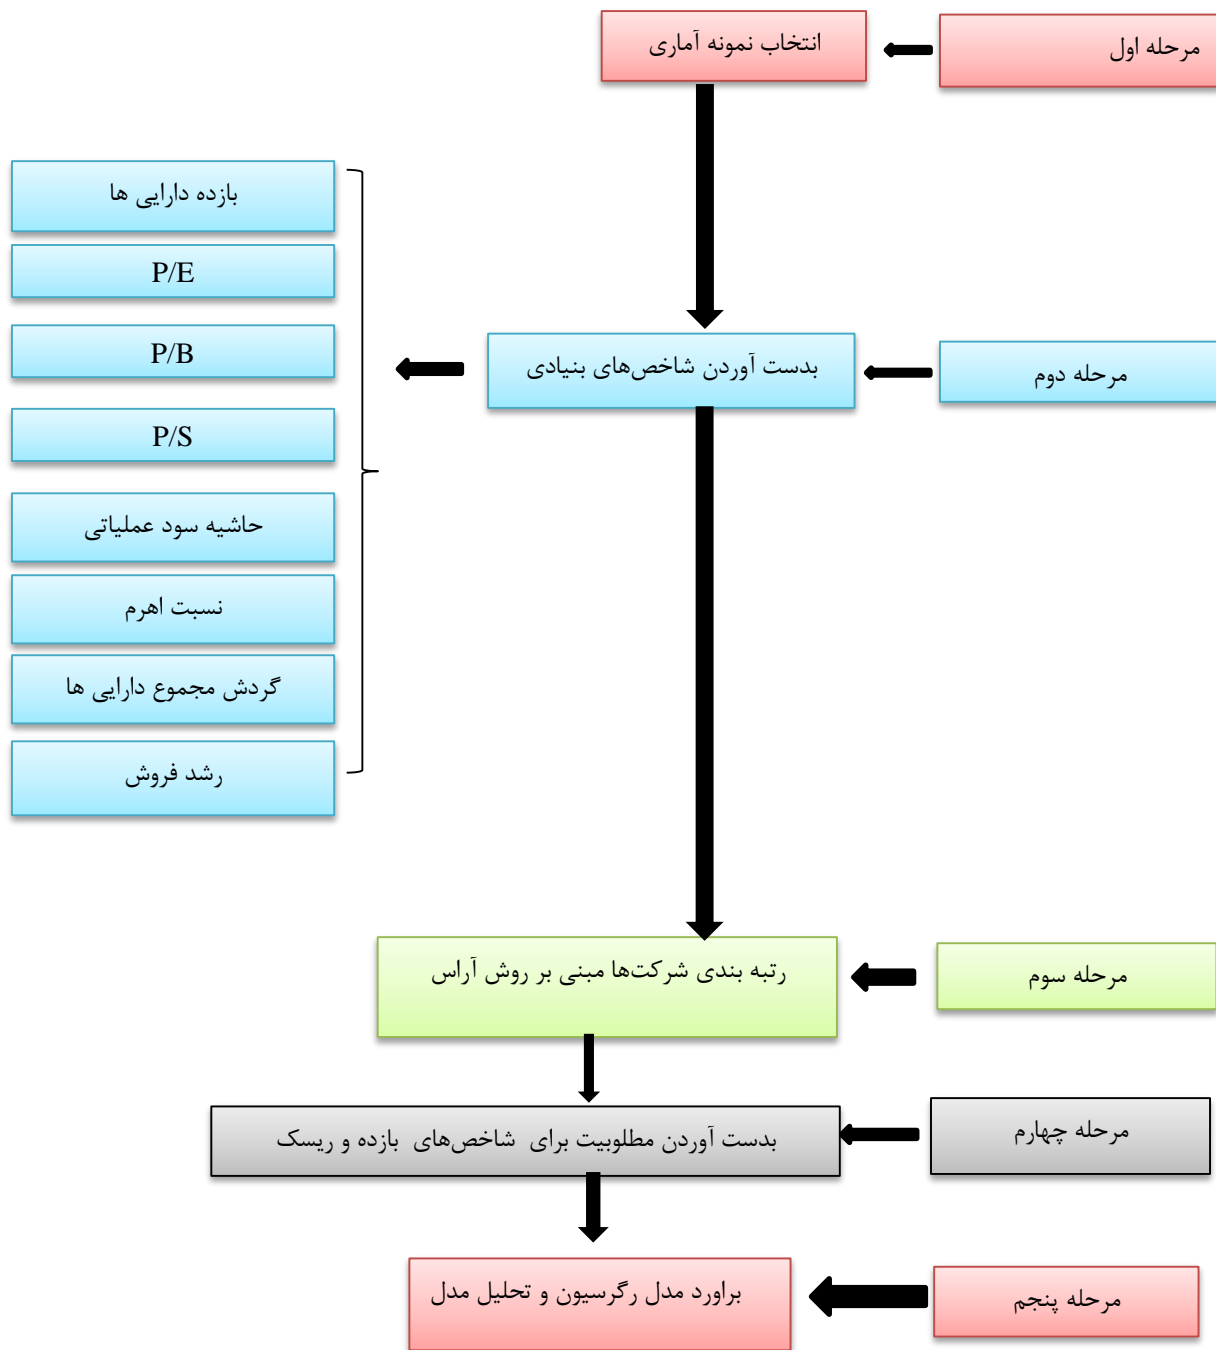 مرحله اول
انتخاب نمونه آماری
مرحله دوم
بدست آوردن شاخص‌های بنیادی
بازده دارایی ها
P/E
P/B
P/S
حاشیه سود عملیاتی
نسبت اهرم
گردش مجموع دارایی ها
رشد فروش
مرحله سوم
رتبه بندی شرکت‌ها مبنی بر روش آراس
مرحله چهارم
بدست آوردن مطلوبیت برای شاخص‌های بازده و ریسک
مرحله پنجم
براورد مدل رگرسیون و تحلیل مدل